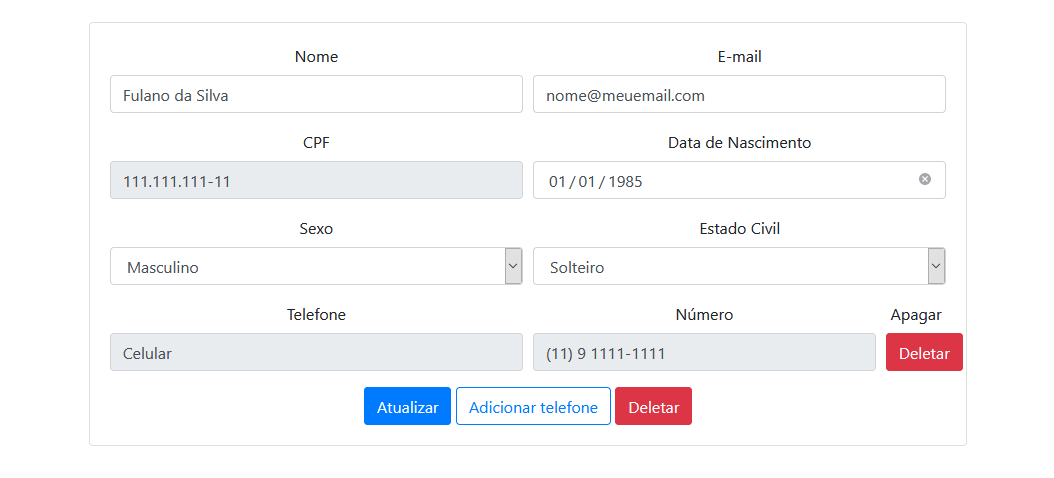 Nome E-mail
Fulano da Silva nome@meuemail.com
CPF Data de Nascimento
111.111.111-11 01 / 01 / 1985
Sexo Estado Civil
Masculino Solteiro
Telefone Número Apagar
Celular (11) 9 1111-1111 Deletar
Atualizar Adicionar telefone Deletar